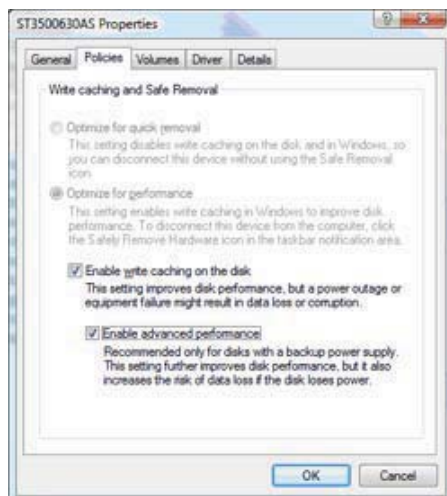 ST3500630AS Properties
General Policies Volumes Driver Details
Write caching and Safe Removal
Optimize for quick removal
This setting disables write caching on the disk and in Windows, so
you can disconnect this device without using the Safe Removal
icon.
Optimize for performance
This setting enables write caching in Windows to improve disk
performance. To disconnect this device from the computer, click
the Safely Remove Hardware icon in the taskbar notification area.
Enable write caching on the disk
This setting improves disk performance, but a power outage or
equipment failure might result in data loss or corruption.
Enable advanced performance
Recommended only for disks with a backup power supply.
This setting further improves disk performance, but it also
increases the risk of data loss if the disk loses power.
OK Cancel